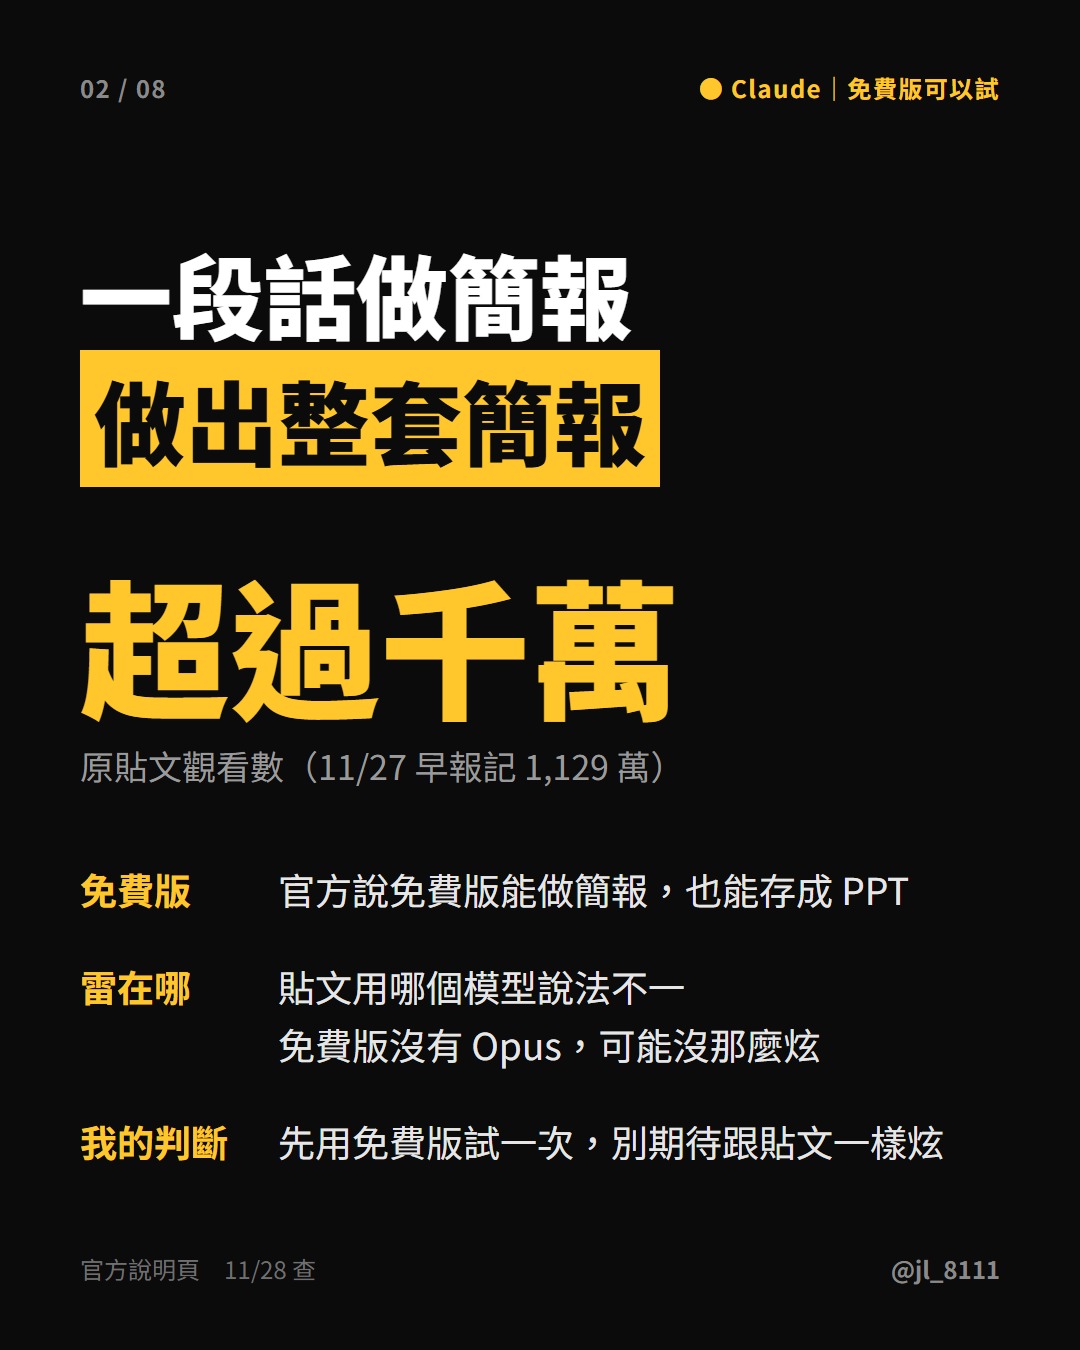 02 / 08
Claude｜免費版可以試
一段話做簡報
做出整套簡報
超過千萬
原貼文觀看數（11/27 早報記 1,129 萬）
免費版 官方說免費版能做簡報，也能存成 PPT
雷在哪 貼文用哪個模型說法不一
免費版沒有 Opus，可能沒那麼炫
我的判斷 先用免費版試一次，別期待跟貼文一樣炫
官方說明頁 11/28 查
@jl_8111